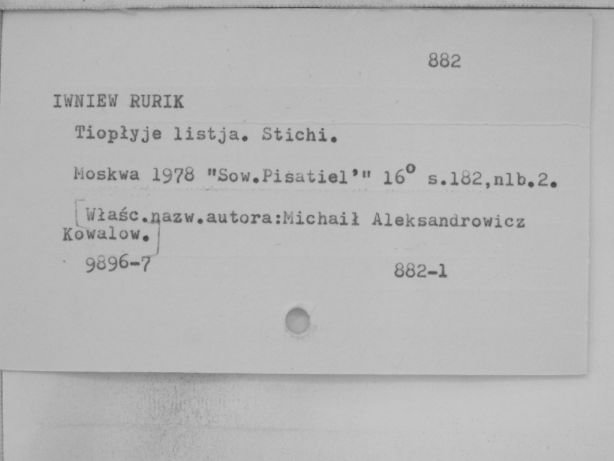 882
IWNIEW RURIK
Tiopłyje listja. Stichi.
Moskwa 1978 "Sow.Pisatiel'" 16° s.182,nlb.2.
[Właśc.nazw.autora:Michaił Aleksandrowicz
Kowalow.]
9896-7 882-1